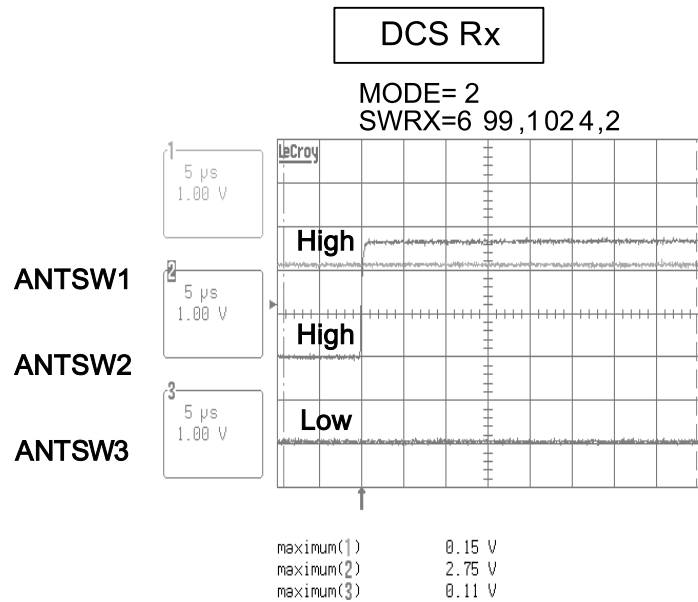 DCS Rx
MODE= 2
SWRX=6 99,1024,2
LeCroy
1
5 µs
1.00 V
High
ANTSW1
2
5 µs
1.00 V
High
ANTSW2
3
5 µs
1.00 V
Low
ANTSW3
maximum(1) 0.15 V
maximum(2) 2.75 V
maximum(3) 0.11 V